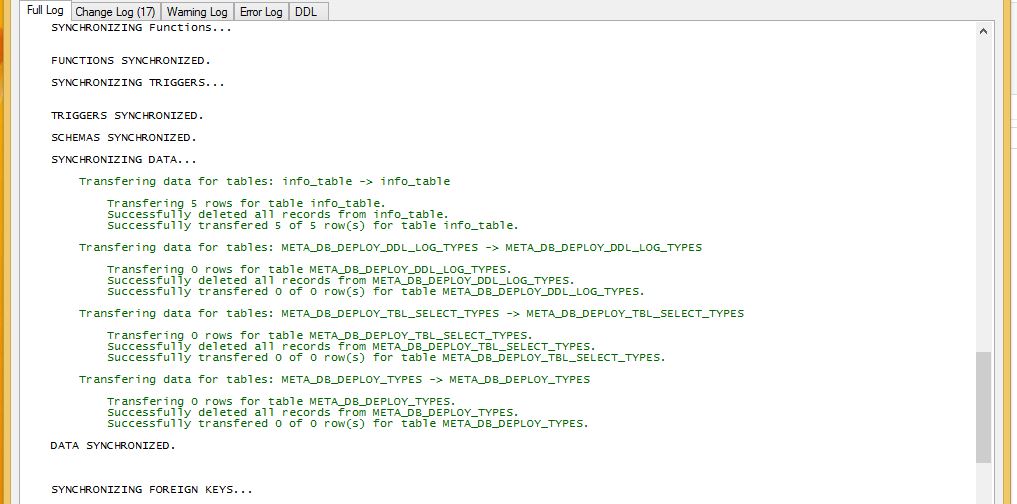 Full Log Change Log (17) Warning Log Error Log DDL
SYNCHRONIZING Functions...
FUNCTIONS SYNCHRONIZED.
SYNCHRONIZING TRIGGERS...
TRIGGERS SYNCHRONIZED.
SCHEMAS SYNCHRONIZED.
SYNCHRONIZING DATA...
Transfering data for tables: info_table -> info_table
Transfering 5 rows for table info_table.
Successfully deleted all records from info_table.
Successfully transfered 5 of 5 row(s) for table info_table.
Transfering data for tables: META_DB_DEPLOY_DDL_LOG_TYPES -> META_DB_DEPLOY_DDL_LOG_TYPES
Transfering 0 rows for table META_DB_DEPLOY_DDL_LOG_TYPES.
Successfully deleted all records from META_DB_DEPLOY_DDL_LOG_TYPES.
Successfully transfered 0 of 0 row(s) for table META_DB_DEPLOY_DDL_LOG_TYPES.
Transfering data for tables: META_DB_DEPLOY_TBL_SELECT_TYPES -> META_DB_DEPLOY_TBL_SELECT_TYPES
Transfering 0 rows for table META_DB_DEPLOY_TBL_SELECT_TYPES.
Successfully deleted all records from META_DB_DEPLOY_TBL_SELECT_TYPES.
Successfully transfered 0 of 0 row(s) for table META_DB_DEPLOY_TBL_SELECT_TYPES.
Transfering data for tables: META_DB_DEPLOY_TYPES -> META_DB_DEPLOY_TYPES
Transfering 0 rows for table META_DB_DEPLOY_TYPES.
Successfully deleted all records from META_DB_DEPLOY_TYPES.
Successfully transfered 0 of 0 row(s) for table META_DB_DEPLOY_TYPES.
DATA SYNCHRONIZED.
SYNCHRONIZING FOREIGN KEYS...